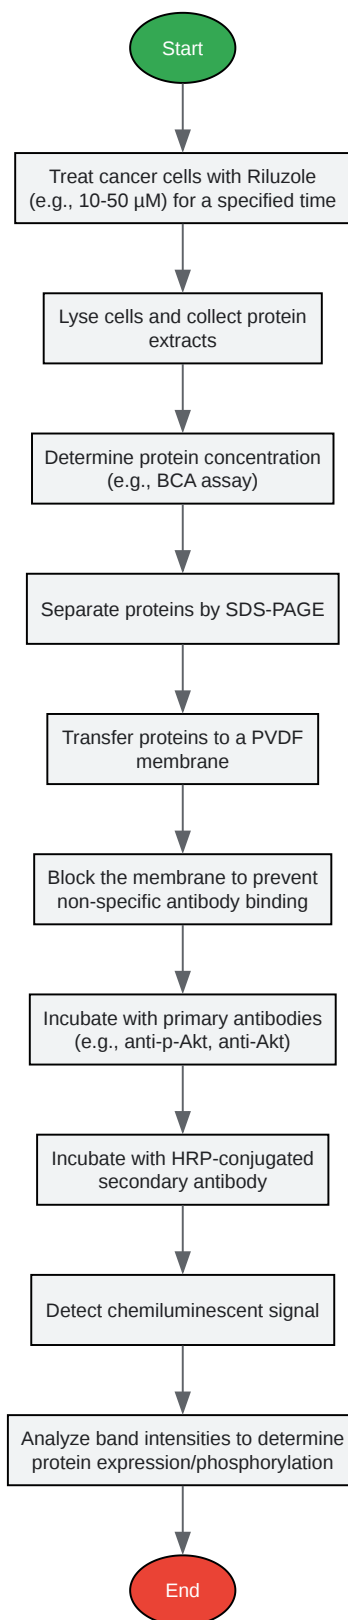 Start
Treat cancer cells with Riluzole
(e.g., 10-50 µM) for a specified time
Lyse cells and collect protein
extracts
Determine protein concentration
(e.g., BCA assay)
Separate proteins by SDS-PAGE
Transfer proteins to a PVDF
membrane
Block the membrane to prevent
non-specific antibody binding
Incubate with primary antibodies
(e.g., anti-p-Akt, anti-Akt)
Incubate with HRP-conjugated
secondary antibody
Detect chemiluminescent signal
Analyze band intensities to determine
protein expression/phosphorylation
End